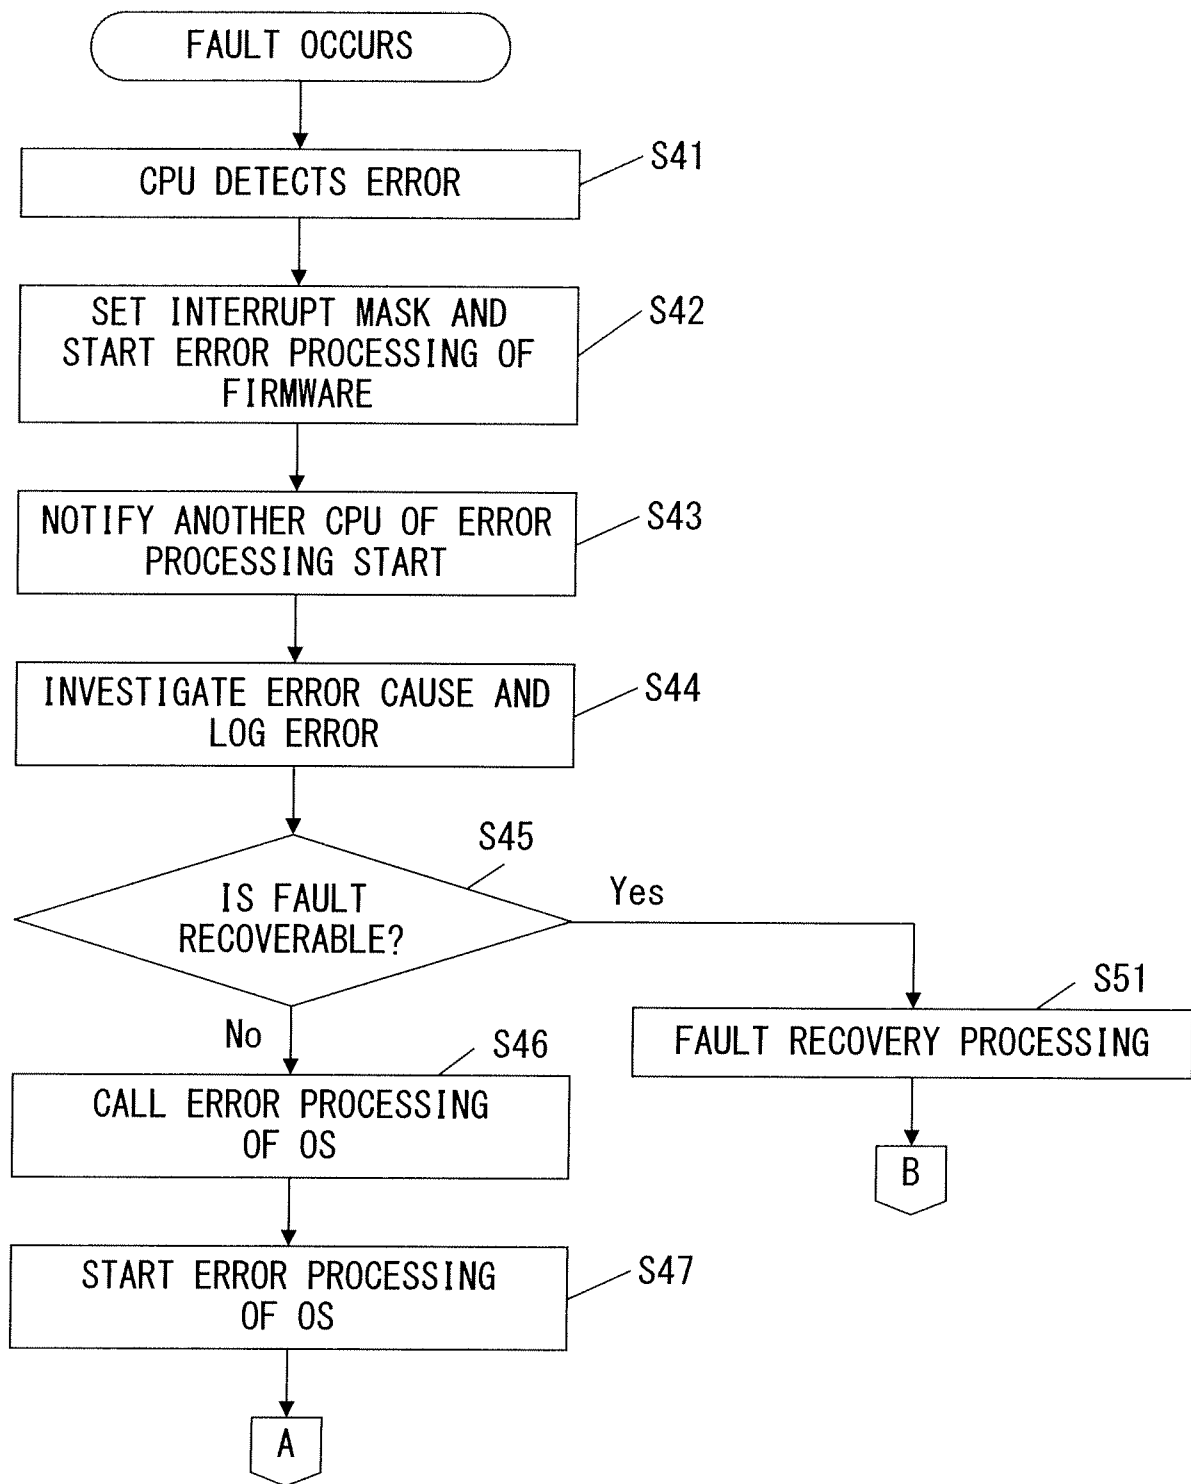 FAULT OCCURS
CPU DETECTS ERROR
S41
SET INTERRUPT MASK AND
START ERROR PROCESSING OF
FIRMWARE
S42
NOTIFY ANOTHER CPU OF ERROR
PROCESSING START
S43
INVESTIGATE ERROR CAUSE AND
LOG ERROR
S44
S45
IS FAULT
RECOVERABLE?
Yes
No
S51
FAULT RECOVERY PROCESSING
B
S46
CALL ERROR PROCESSING
OF OS
START ERROR PROCESSING
OF OS
S47
A